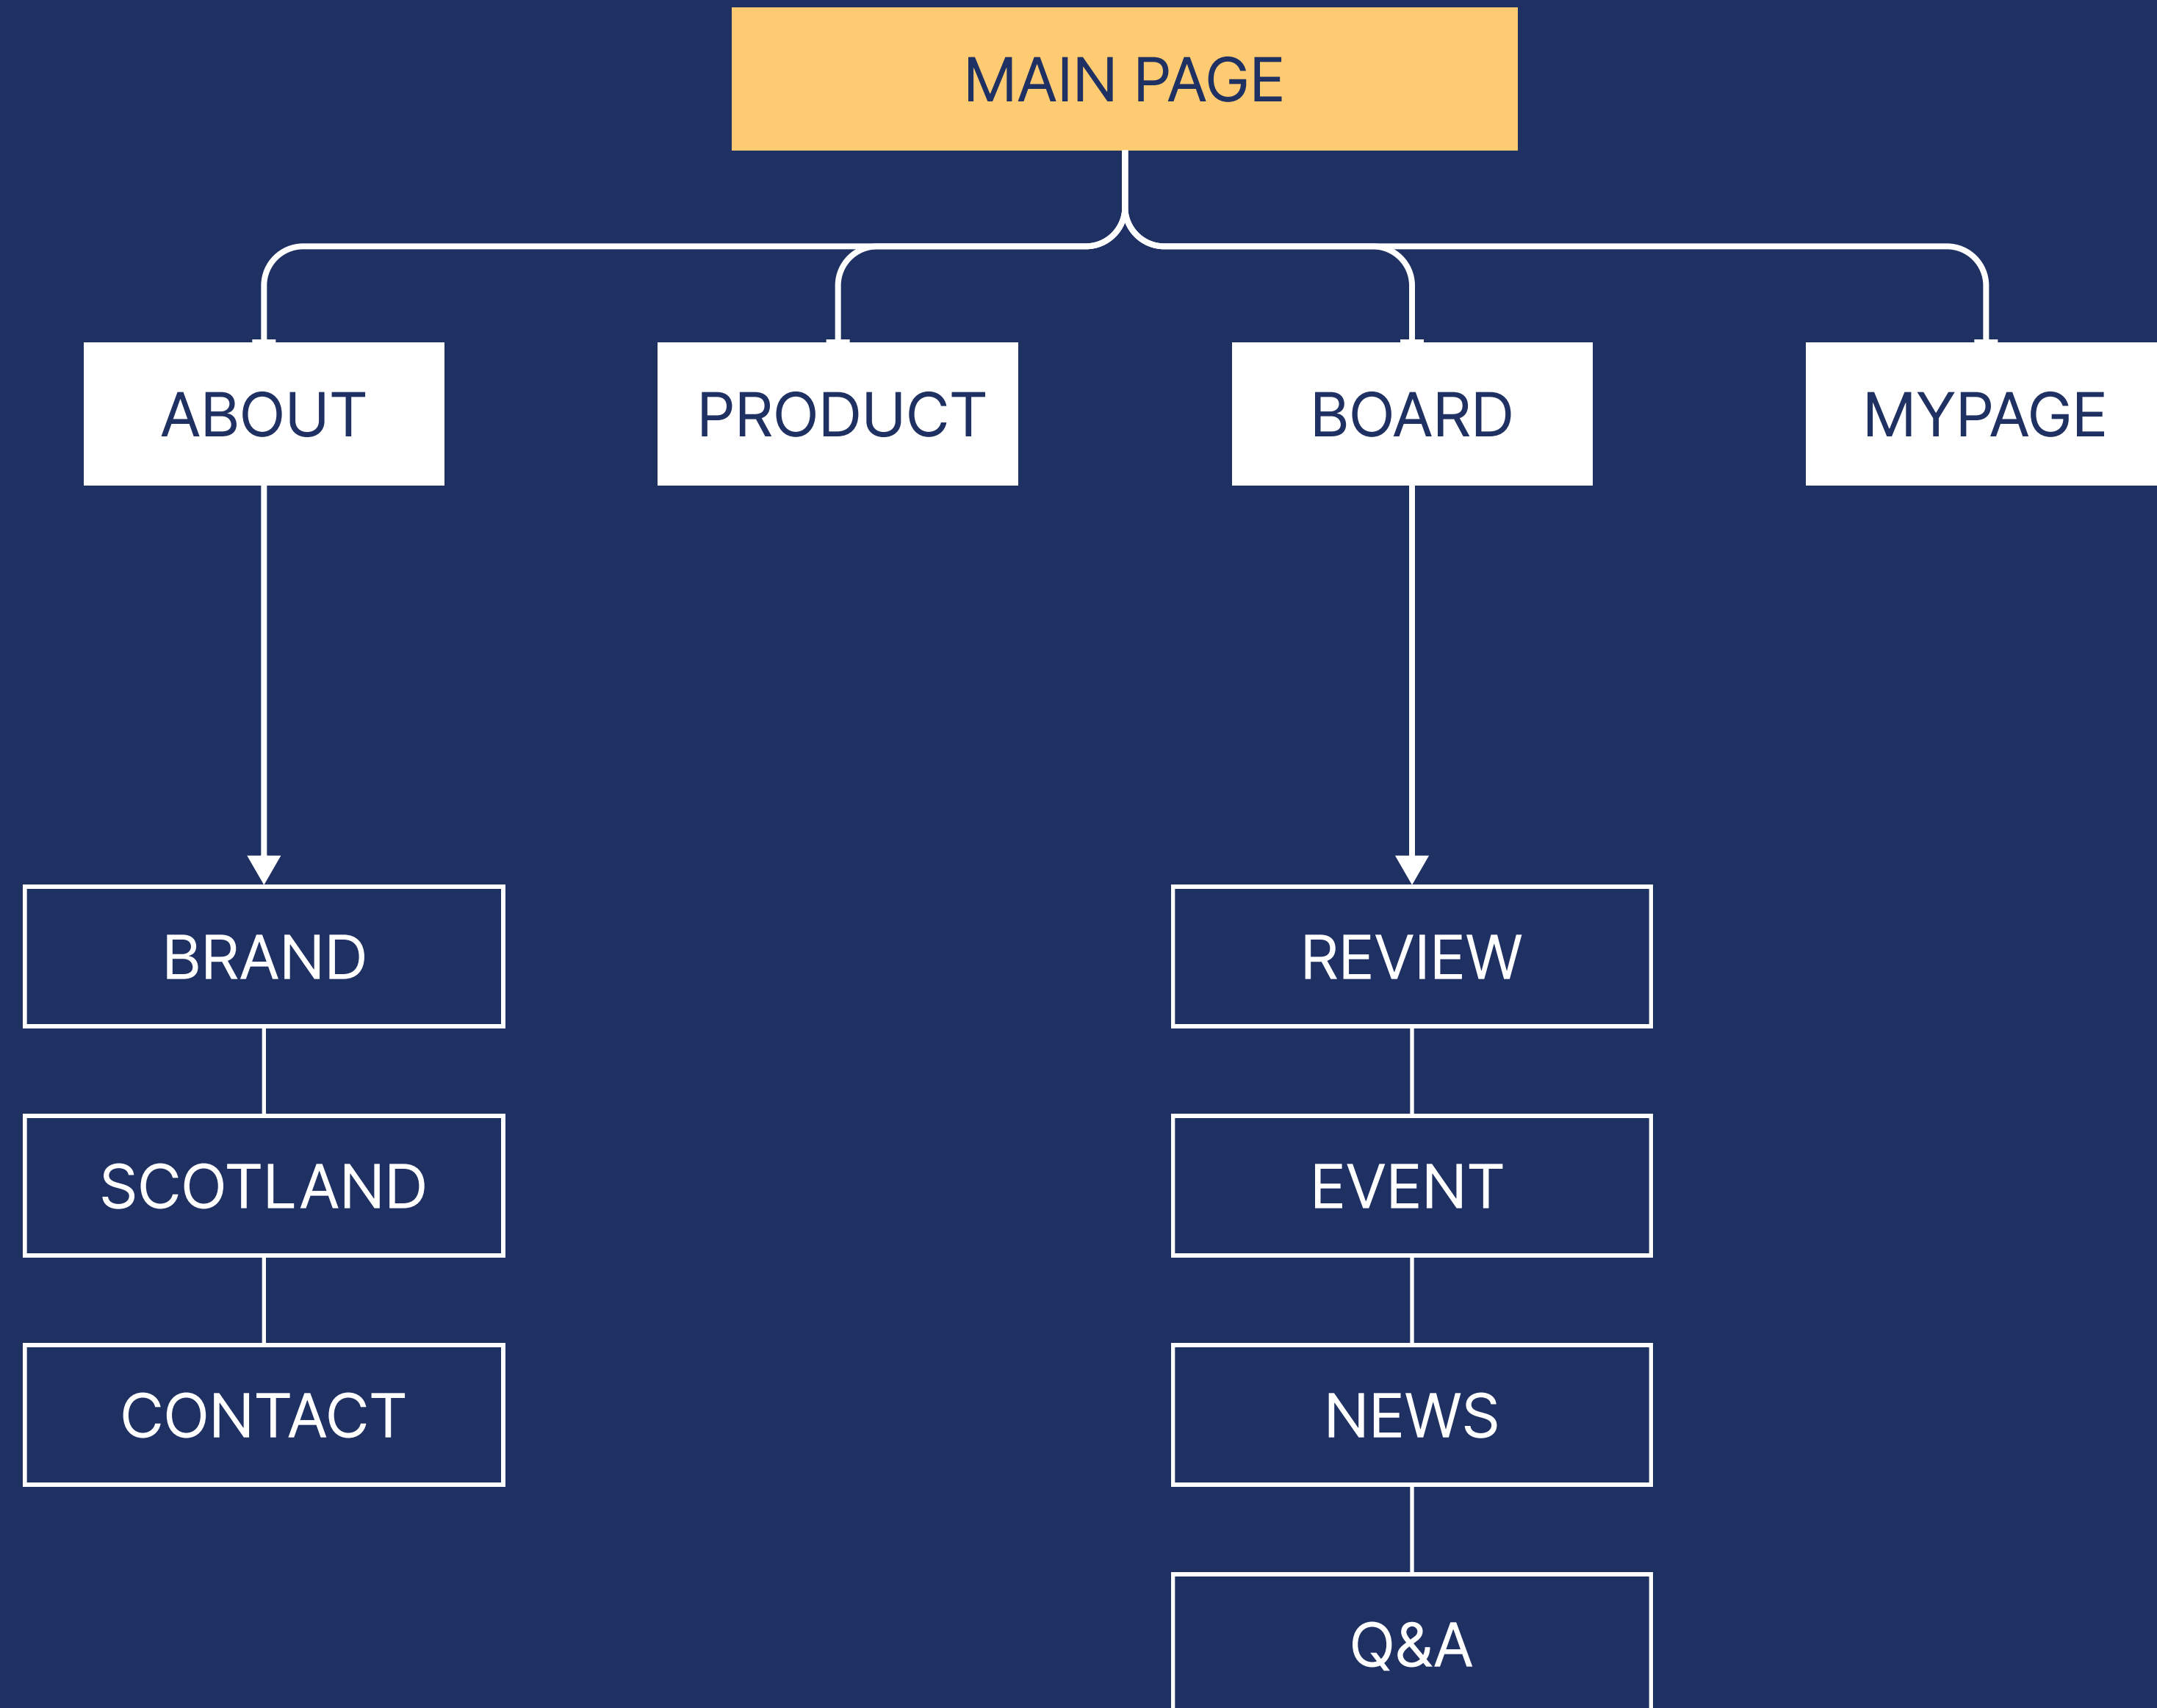 MAIN PAGE
ABOUT
PRODUCT
BOARD
MYPAGE
BRAND
REVIEW
SCOTLAND
EVENT
CONTACT
NEWS
Q&A